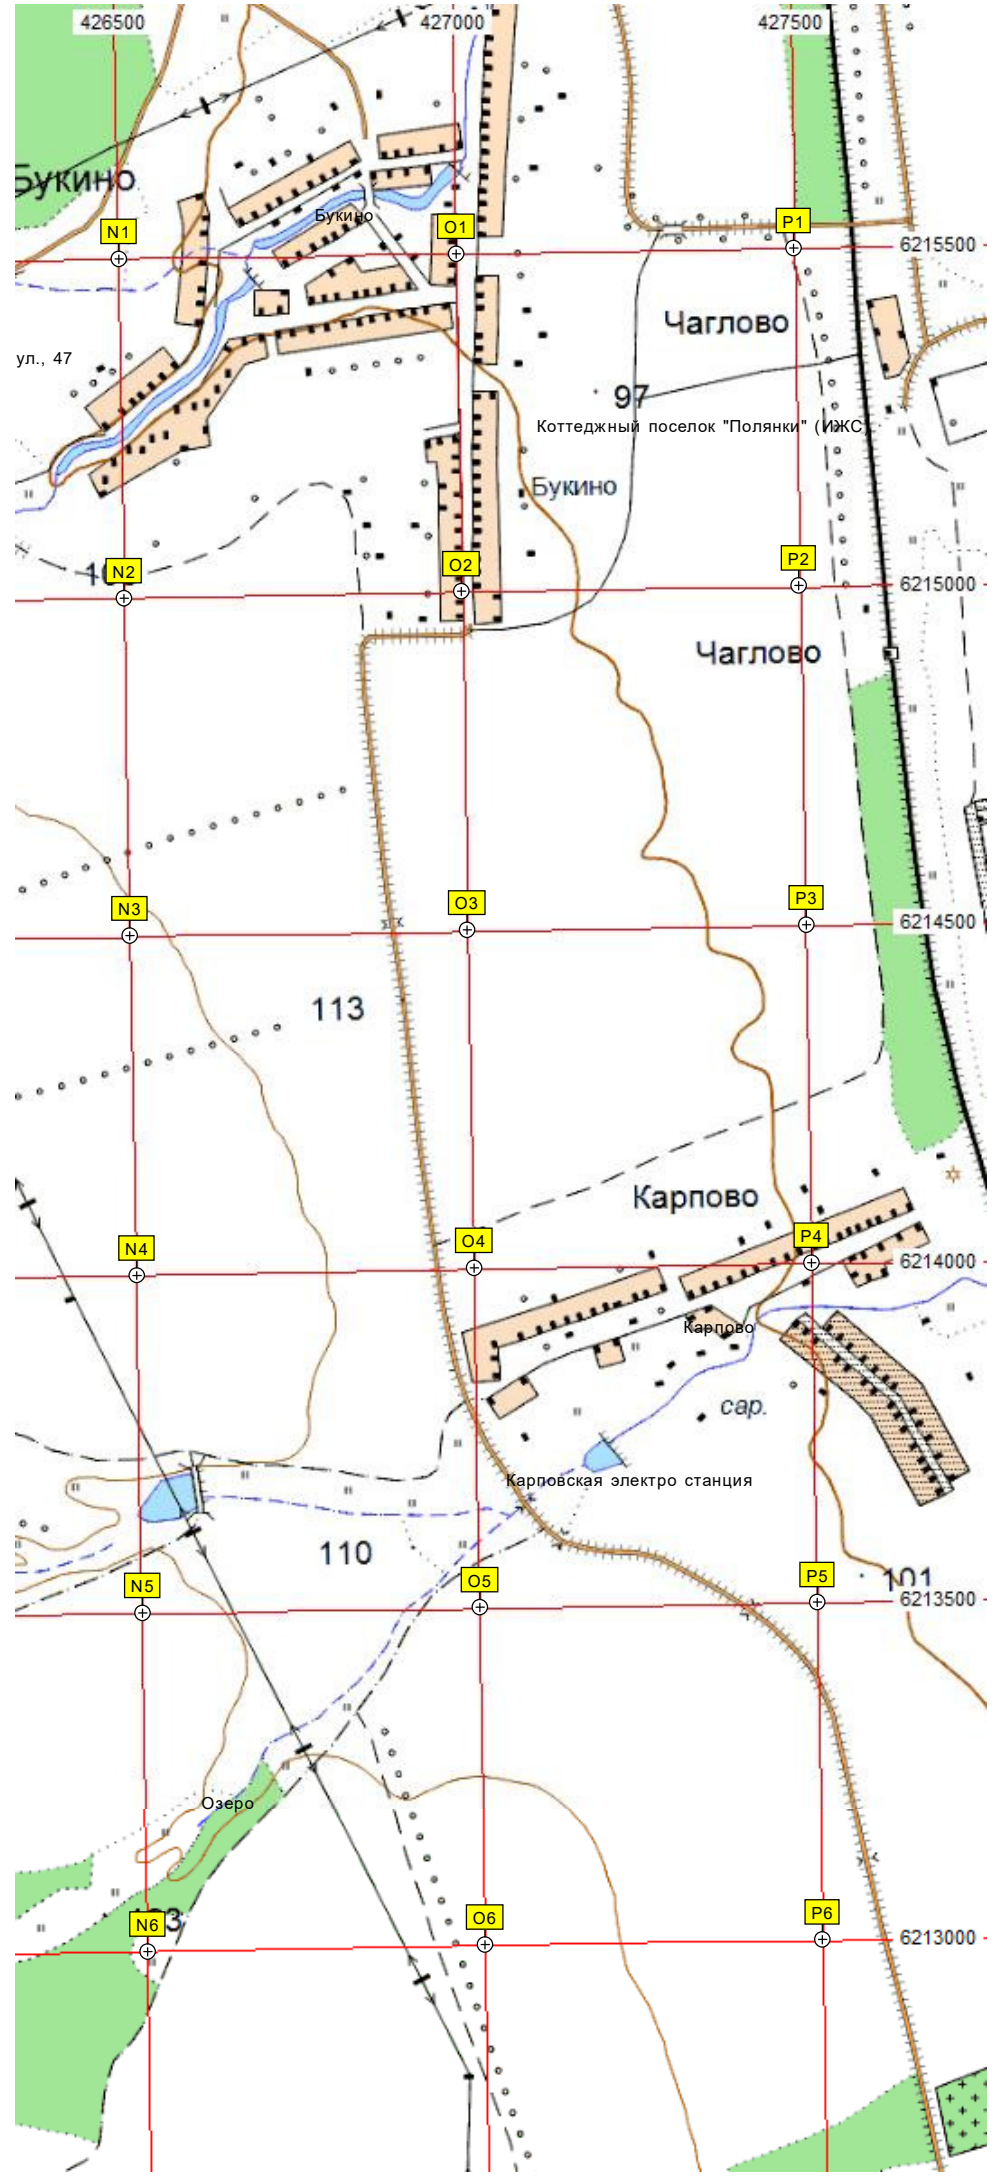 426500 427000 427500
Букино
Букино
N1 O1 P1
6215500
Чаглово
ул., 47
97
Коттеджный поселок "Полянки" (ИЖС)
Букино
N2 O2 P2
6215000
Чаглово
N3 O3 P3
6214500
113
Карпово
N4 O4 P4
6214000
Карпово
сар.
Карповская электро станция
110
101
N5 O5 P5
6213500
Озеро
N6 O6 P6
6213000